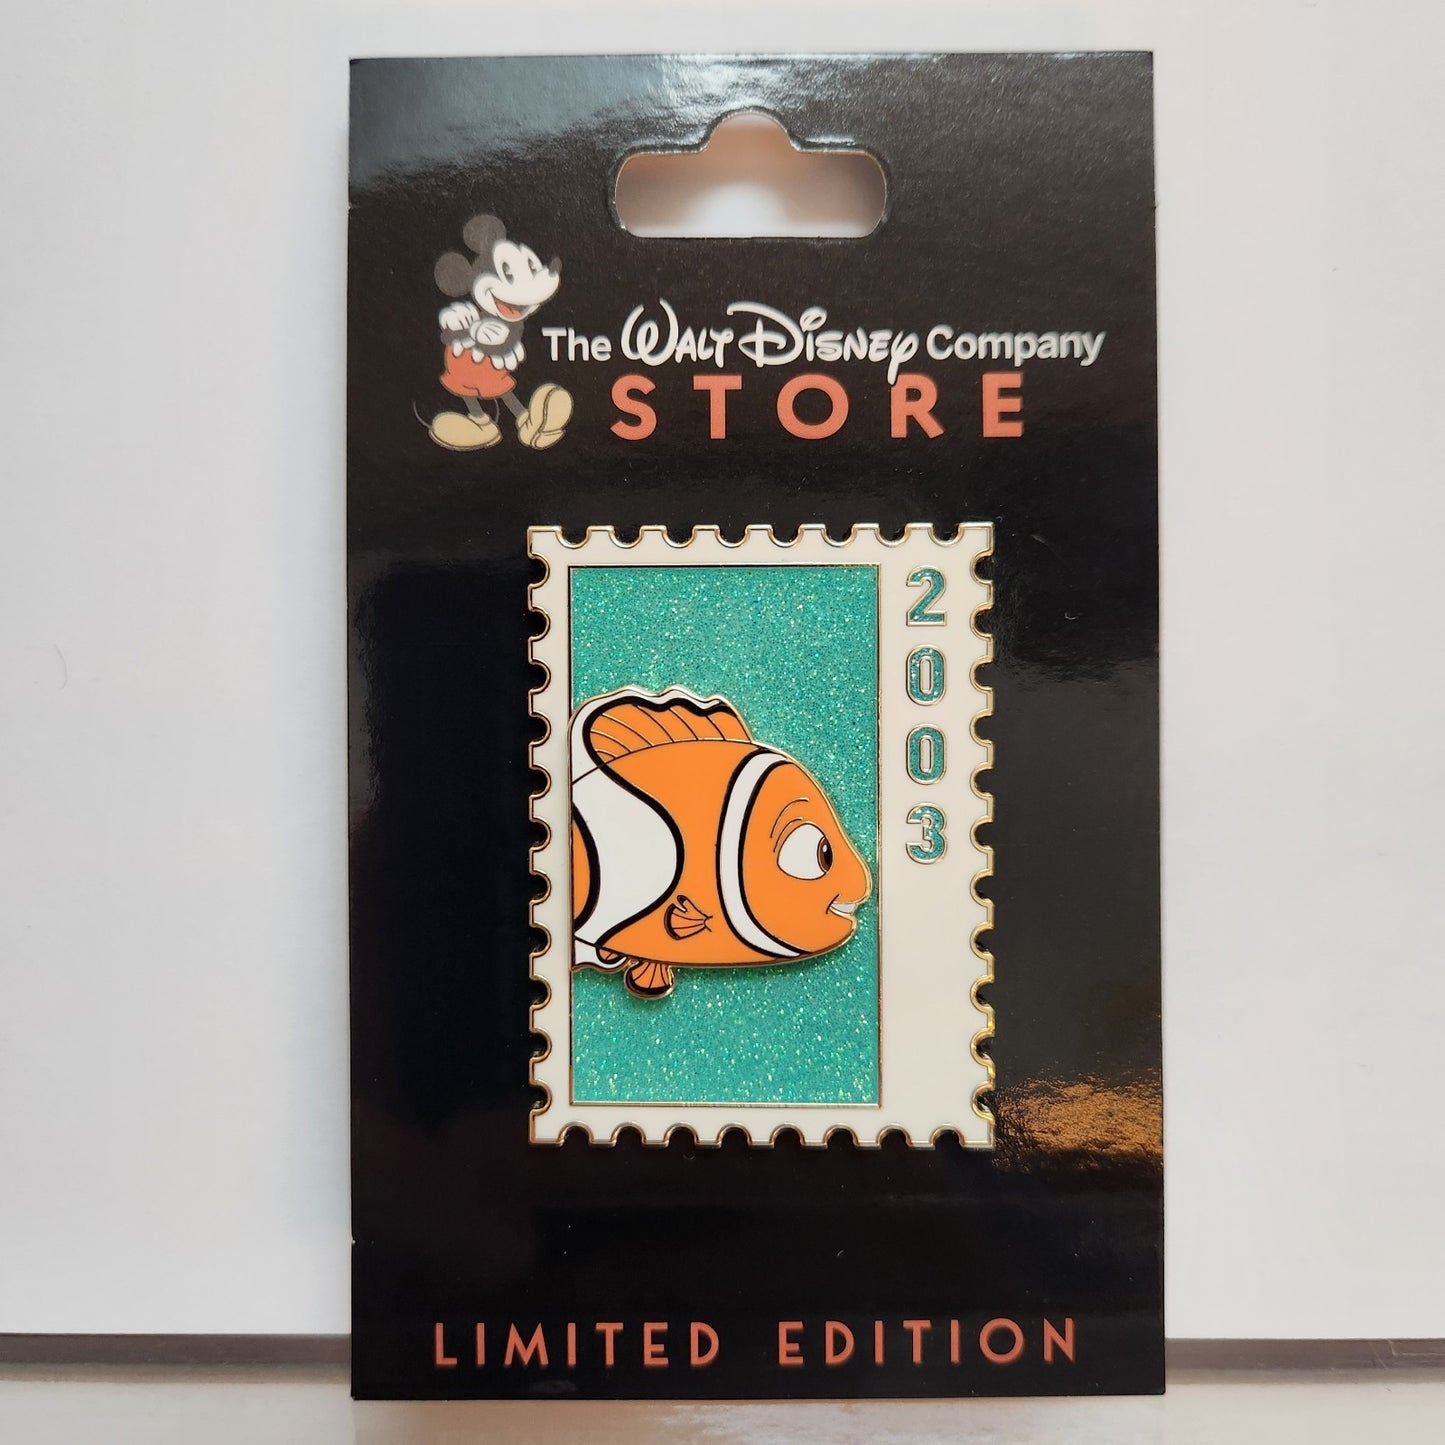 The Walt Disney Company
STORE
2003
LIMITED EDITION